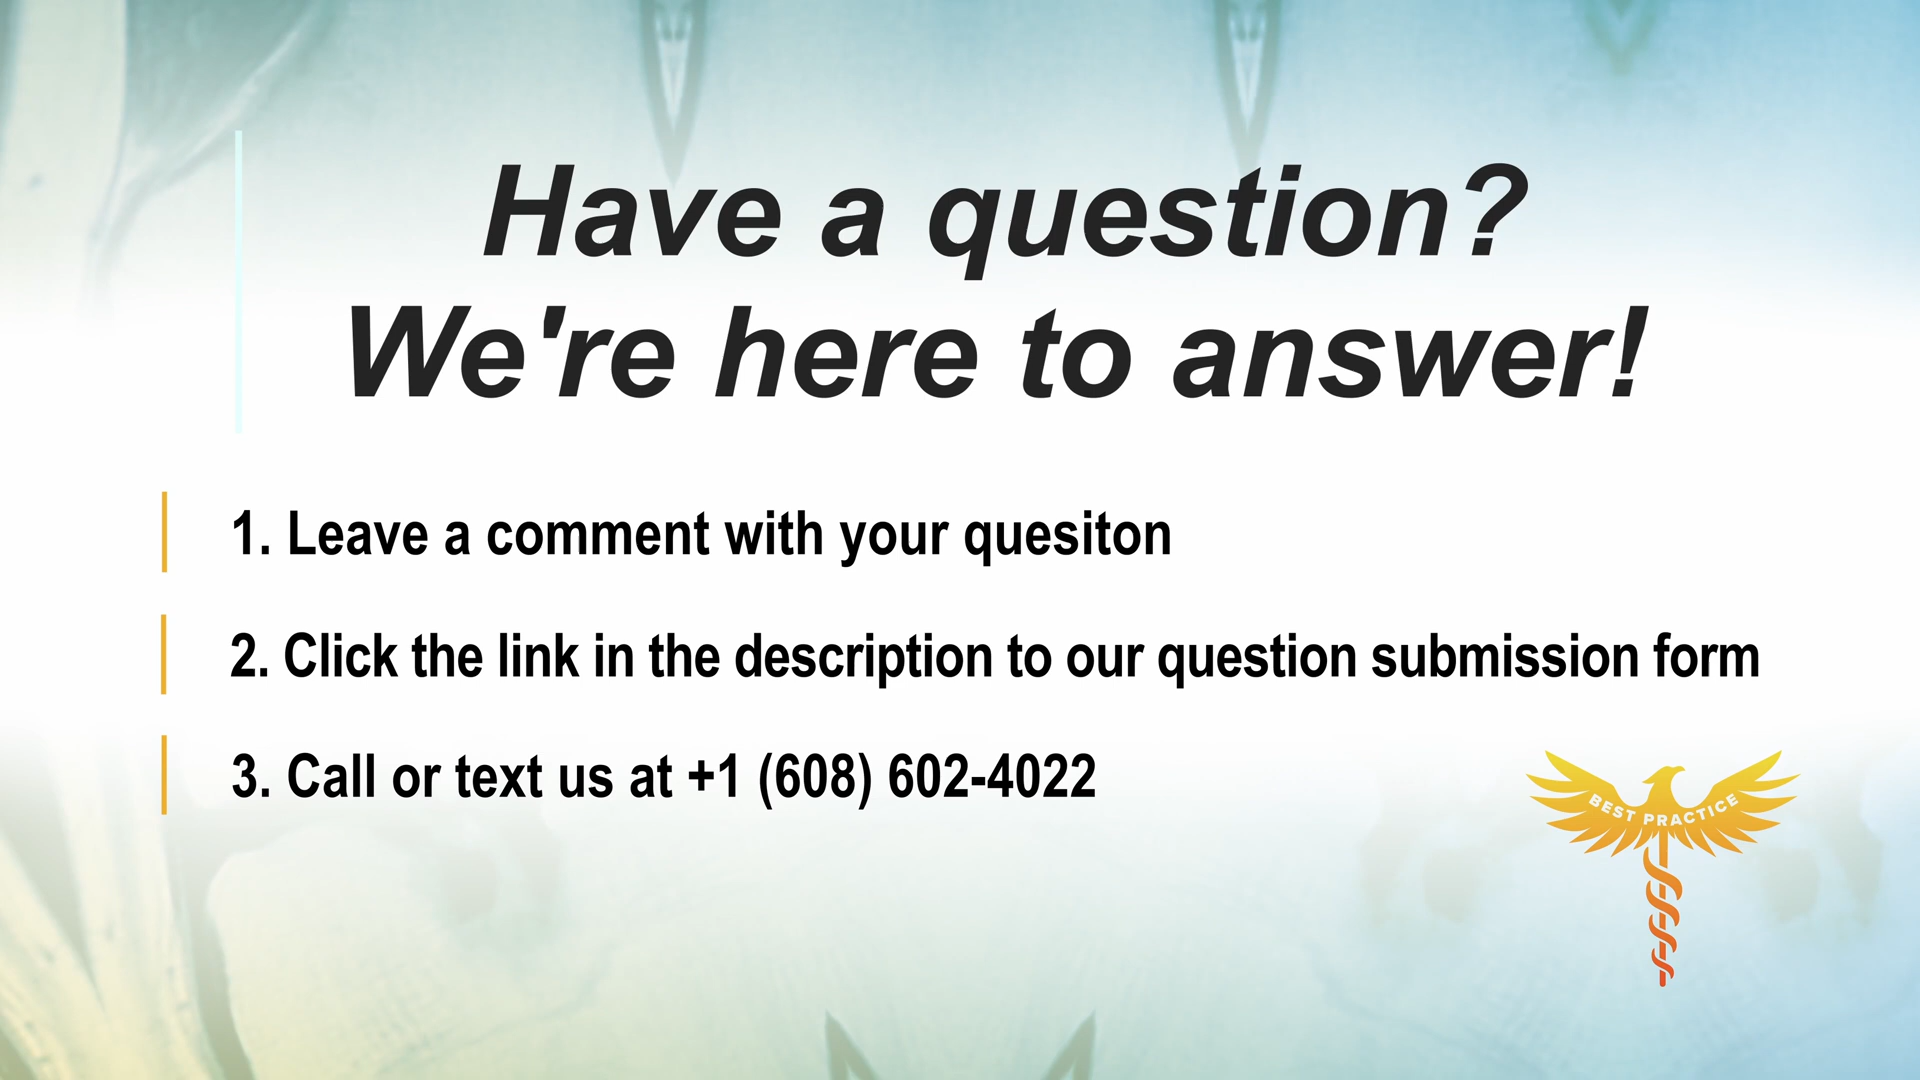 Have a question?
We're here to answer!
1. Leave a comment with your quesiton
2. Click the link in the description to our question submission form
3. Call or text us at +1 (608) 602-4022
BEST PRACTICE